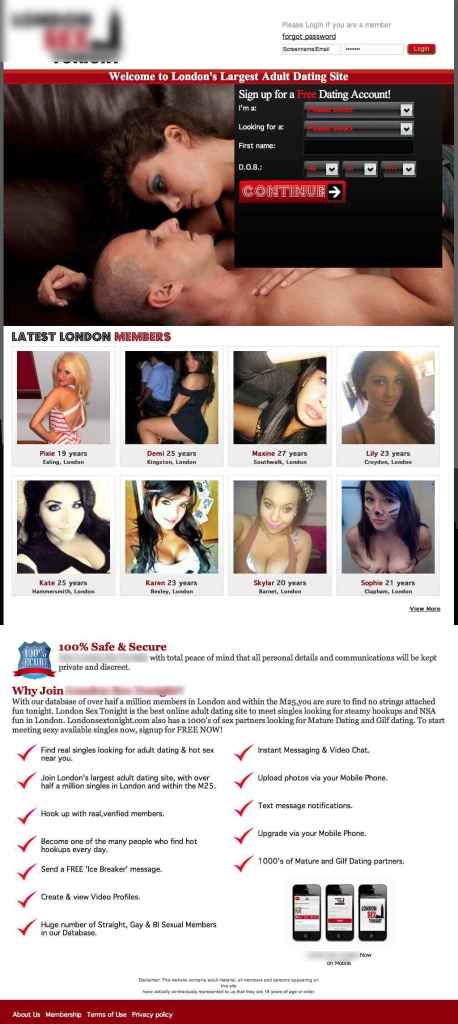 LONDON
SEX
TONIGHT
Please Login if you are a member
forgot password
Screenname/Email
Login
Welcome to London's Largest Adult Dating Site
Sign up for a Free Dating Account!
I'm a:
Please select
Looking for a:
Please select
First name:
D.O.B.:
CONTINUE
LATEST LONDON MEMBERS
Pixie 19 years
Ealing, London
Demi 25 years
Kingston, London
Maxine 27 years
Southwalk, London
Lily 23 years
Croydon, London
Kate 25 years
Hammersmith, London
Karen 23 years
Bexley, London
Skylar 20 years
Barnet, London
Sophie 21 years
Clapham, London
View More
100%
SECURE
100% Safe & Secure
with total peace of mind that all personal details and communications will be kept
private and discreet.
Why Join London Sex Tonight?
With our database of over half a million members in London and within the M25,you are sure to find no strings attached
fun tonight. London Sex Tonight is the best online adult dating site to meet singles looking for steamy hookups and NSA
fun in London. Londonsextonight.com also has a 1000's of sex partners looking for Mature Dating and Gilf dating. To start
meeting sexy available singles now, signup for FREE NOW!
Find real singles looking for adult dating & hot sex
near you.
Join London's largest adult dating site, with over
half a million singles in London and within the M25.
Hook up with real,verified members.
Become one of the many people who find hot
hookups every day.
Send a FREE 'Ice Breaker' message.
Create & view Video Profiles.
Huge number of Straight, Gay & BI Sexual Members
in our Database.
Instant Messaging & Video Chat.
Upload photos via your Mobile Phone.
Text message notifications.
Upgrade via your Mobile Phone.
1000's of Mature and Gilf Dating partners.
LONDON
SEX
TONIGHT
Now
on Mobile
Disclaimer: This website contains adult material, all members and persons appearing on
this site
have actually contractually represented to us that they are 18 years of age or older.
About Us Membership Terms of Use Privacy policy